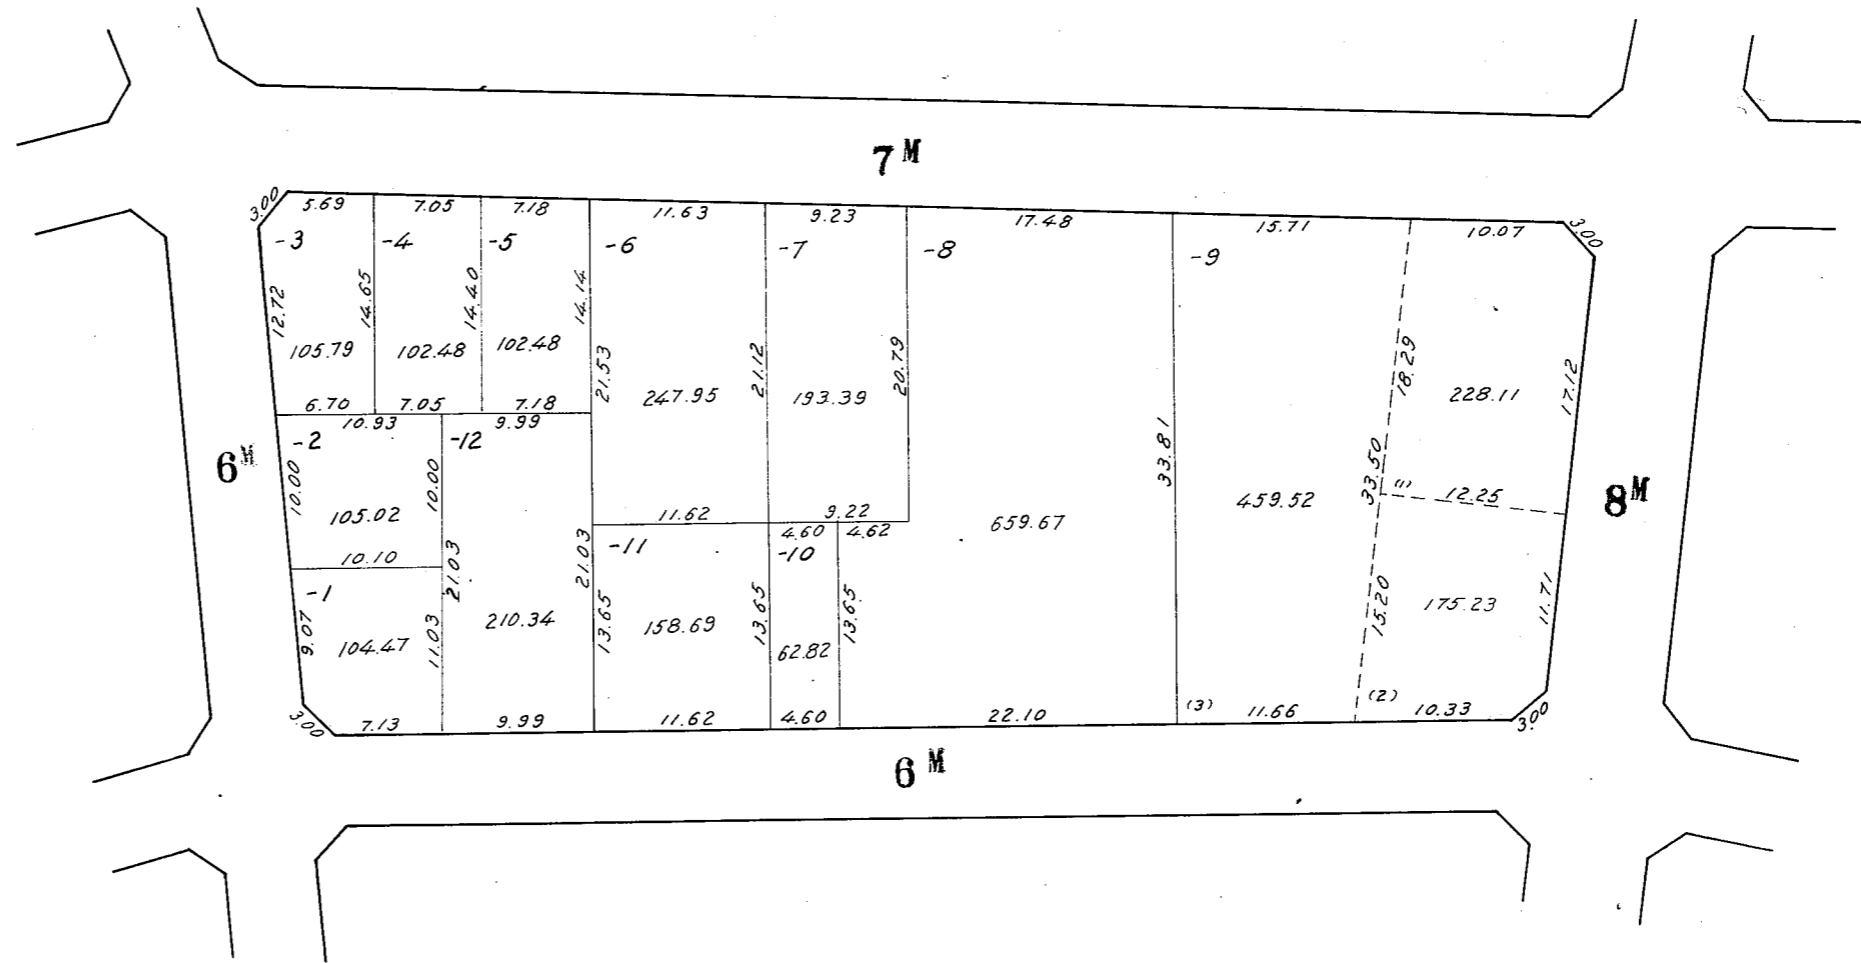 7M
3.00 5.69 7.05 7.18 11.63 9.23 17.48 15.71 10.07 3.00
-3 -4 -5 -6 -7 -8 -9
12.72 14.65 14.40 14.14 21.53 21.12 20.79 33.81 18.29 17.12
105.79 102.48 102.48 247.95 193.39 228.11
6.70 7.05 7.18
10.93 9.99
-2 -12
6M 10.00 10.00 33.50 (1) 12.25 8M
105.02 11.62 9.22 659.67 459.52
4.60 4.62
-11 -10
10.10 21.03 21.03
-1
9.07 11.03 13.65 13.65 13.65 15.20 11.71
104.47 210.34 158.69 62.82 175.23
3.00 7.13 9.99 11.62 4.60 22.10 (3) 11.66 (2) 10.33 3.00
6M